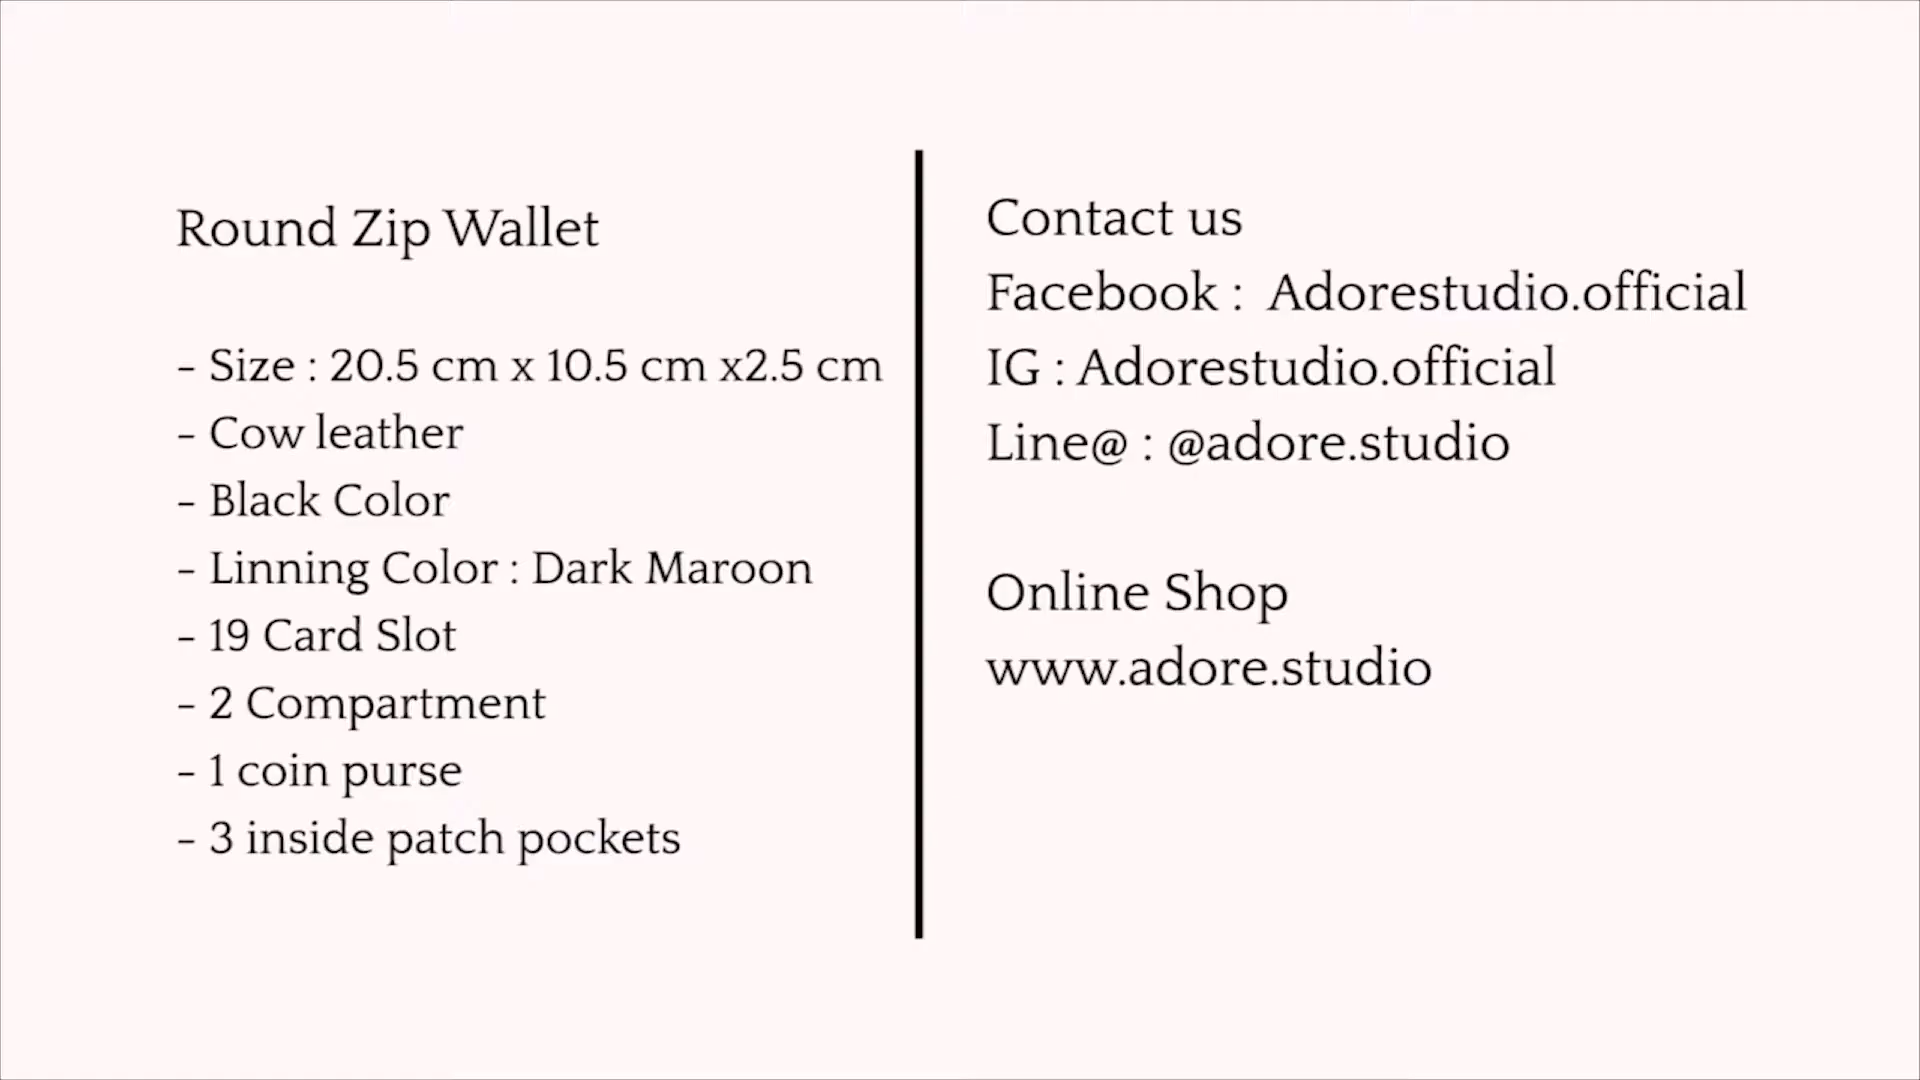 Round Zip Wallet
- Size : 20.5 cm x 10.5 cm x2.5 cm
- Cow leather
- Black Color
- Linning Color : Dark Maroon
- 19 Card Slot
- 2 Compartment
- 1 coin purse
- 3 inside patch pockets
Contact us
Facebook :  Adorestudio.official
IG : Adorestudio.official
Line@ : @adore.studio
Online Shop
www.adore.studio